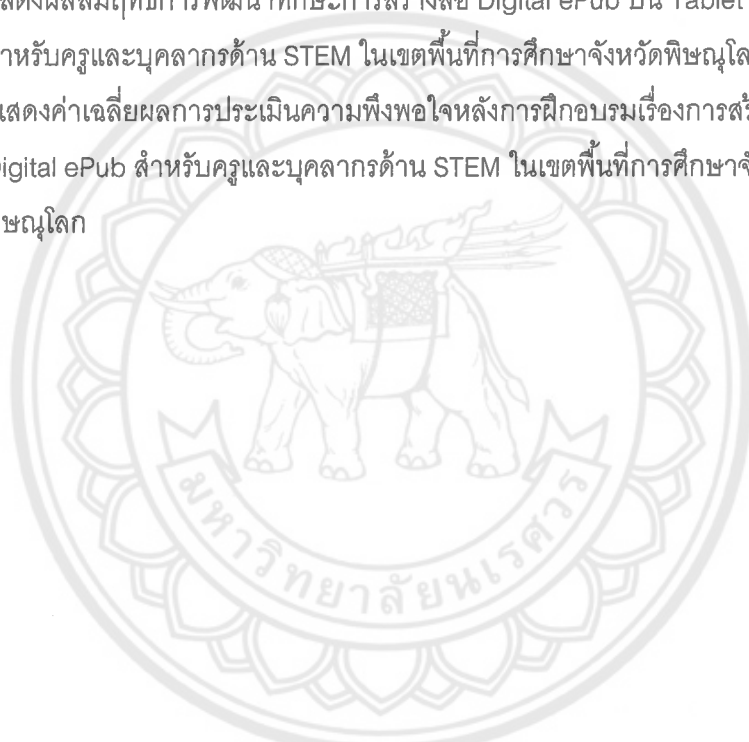 สดงผลสัมฤทธิ์การพัฒนาทักษะการสร้างสื่อ Digital ePub บน Tablet
ำหรับครูและบุคลากรด้าน STEM ในเขตพื้นที่การศึกษาจังหวัดพิษณุโล
แสดงค่าเฉลี่ยผลการประเมินความพึงพอใจหลังการฝึกอบรมเรื่องการสร้
Digital ePub สำหรับครูและบุคลากรด้าน STEM ในเขตพื้นที่การศึกษาจั
ษณุโลก
มหาวิทยาลัยนเรศวร